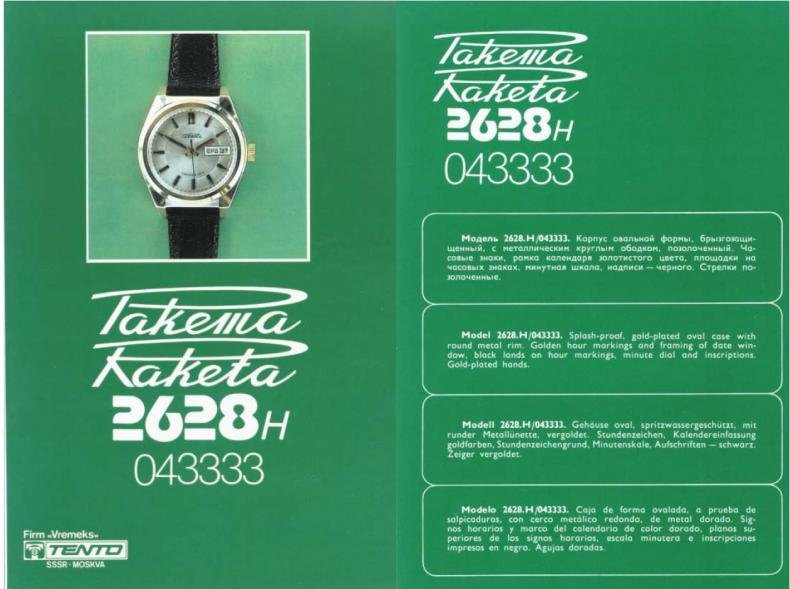 Ракета
Raketa
2628 H
043333
Firm «Vremeks»
TENTO
SSSR · MOSKVA
Ракета
Raketa
2628 H
043333
Модель 2628.Н/043333. Корпус овальной формы, брызгозащи-
щенный, с металлическим круглым ободком, позолоченный. Ча-
совые знаки, рамка календаря золотистого цвета, площадки на
часовых знаках, минутная шкала, надписи — черного. Стрелки по-
золоченные.
Model 2628.H/043333. Splash-proof, gold-plated oval case with
round metal rim. Golden hour markings and framing of date win-
dow, black lands on hour markings, minute dial and inscriptions.
Gold-plated hands.
Modell 2628.H/043333. Gehäuse oval, spritzwassergeschützt, mit
runder Metallünette, vergoldet. Stundenzeichen, Kalendereinfassung
goldfarben, Stundenzeichengrund, Minutenskale, Aufschriften — schwarz.
Zeiger vergoldet.
Modelo 2628.H/043333. Caja de forma ovalada, a prueba de
salpicaduras, con cerco metálico redondo, de metal dorado. Sig-
nos horarios y marco del calendario de color dorado, planos su-
periores de los signos horarios, escala minutera e inscripciones
impresos en negro. Agujas doradas.